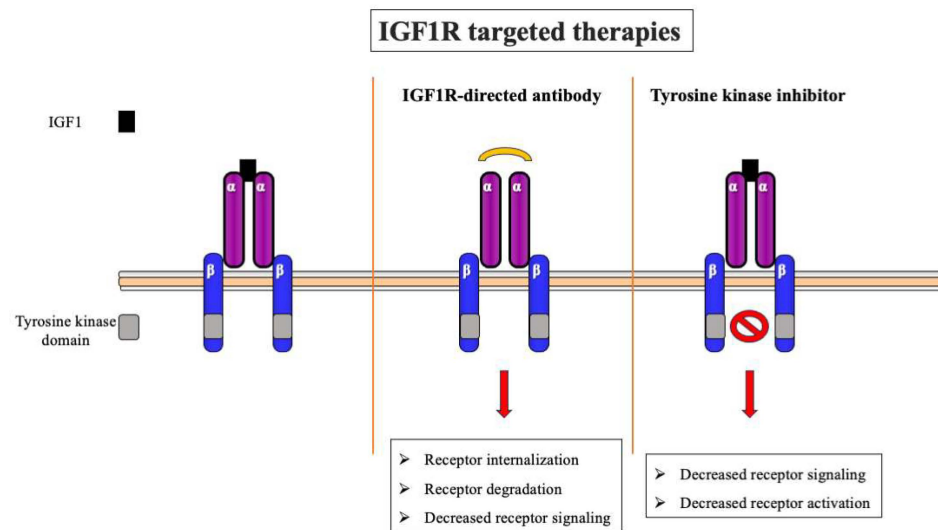 IGF1R targeted therapies
IGF1R-directed antibody
Tyrosine kinase inhibitor
IGF1
α α
α α
α α
β β
β β
β β
Tyrosine kinase
domain
➢ Receptor internalization
➢ Receptor degradation
➢ Decreased receptor signaling
➢ Decreased receptor signaling
➢ Decreased receptor activation